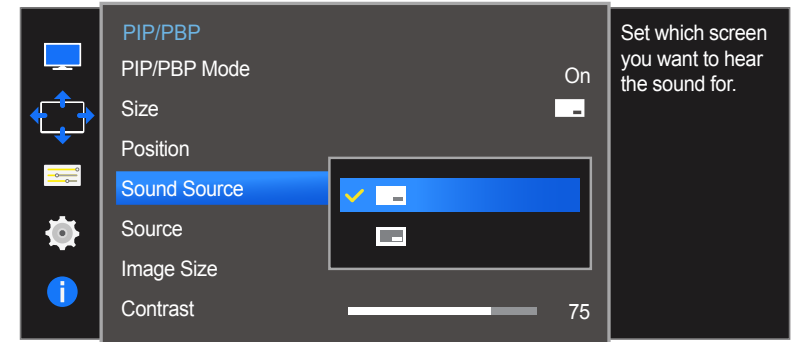 PIP/PBP
PIP/PBP Mode
On
Size
Position
Sound Source
Source
Image Size
Contrast
75
Set which screen
you want to hear
the sound for.